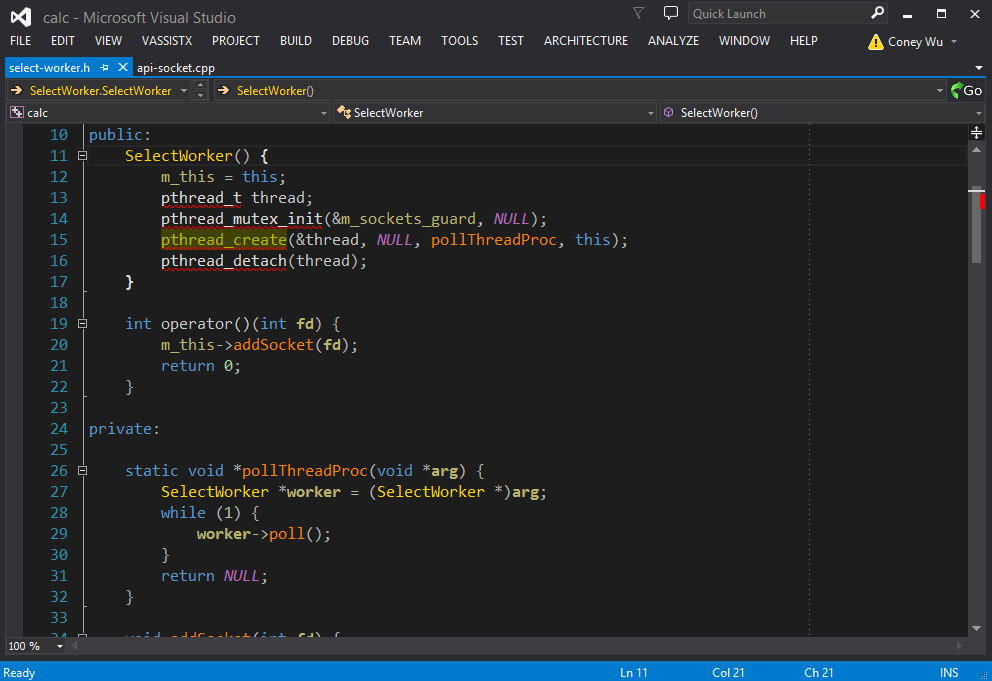 calc - Microsoft Visual Studio
Quick Launch
FILE EDIT VIEW VASSISTX PROJECT BUILD DEBUG TEAM TOOLS TEST ARCHITECTURE ANALYZE WINDOW HELP Coney Wu
select-worker.h api-socket.cpp
SelectWorker.SelectWorker SelectWorker() Go
calc SelectWorker SelectWorker()
10 public:
11 SelectWorker() {
12 m_this = this;
13 pthread_t thread;
14 pthread_mutex_init(&m_sockets_guard, NULL);
15 pthread_create(&thread, NULL, pollThreadProc, this);
16 pthread_detach(thread);
17 }
18
19 int operator()(int fd) {
20 m_this->addSocket(fd);
21 return 0;
22 }
23
24 private:
25
26 static void *pollThreadProc(void *arg) {
27 SelectWorker *worker = (SelectWorker *)arg;
28 while (1) {
29 worker->poll();
30 }
31 return NULL;
32 }
33
34 void addSocket(int fd) {
100 %
Ready Ln 11 Col 21 Ch 21 INS